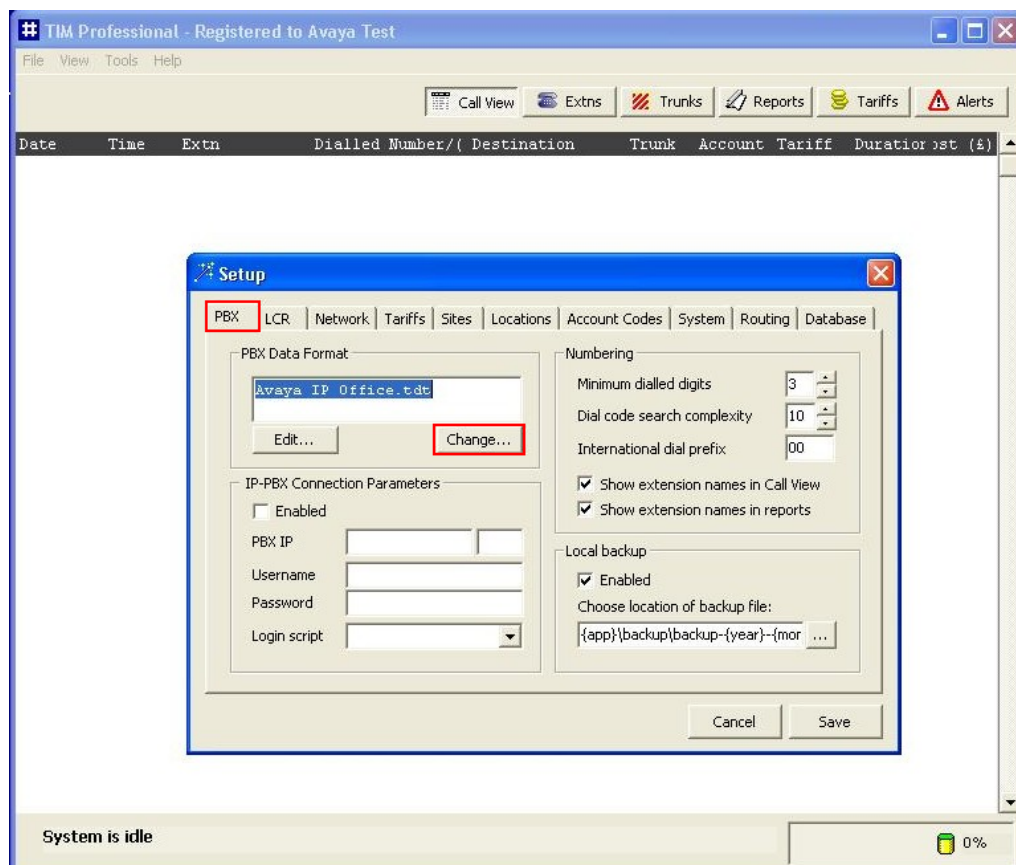 TIM Professional - Registered to Avaya Test
File View Tools Help
Call View Extns Trunks Reports Tariffs Alerts
Date Time Extn Dialled Number/( Destination Trunk Account Tariff Duration ost (£)
Setup
PBX LCR Network Tariffs Sites Locations Account Codes System Routing Database
PBX Data Format
Avaya IP Office.tdt
Edit... Change...
IP-PBX Connection Parameters
Enabled
PBX IP
Username
Password
Login script
Numbering
Minimum dialled digits 3
Dial code search complexity 10
International dial prefix 00
Show extension names in Call View
Show extension names in reports
Local backup
Enabled
Choose location of backup file:
{app}\backup\backup-{year}-{mor ...
Cancel Save
System is idle 0%